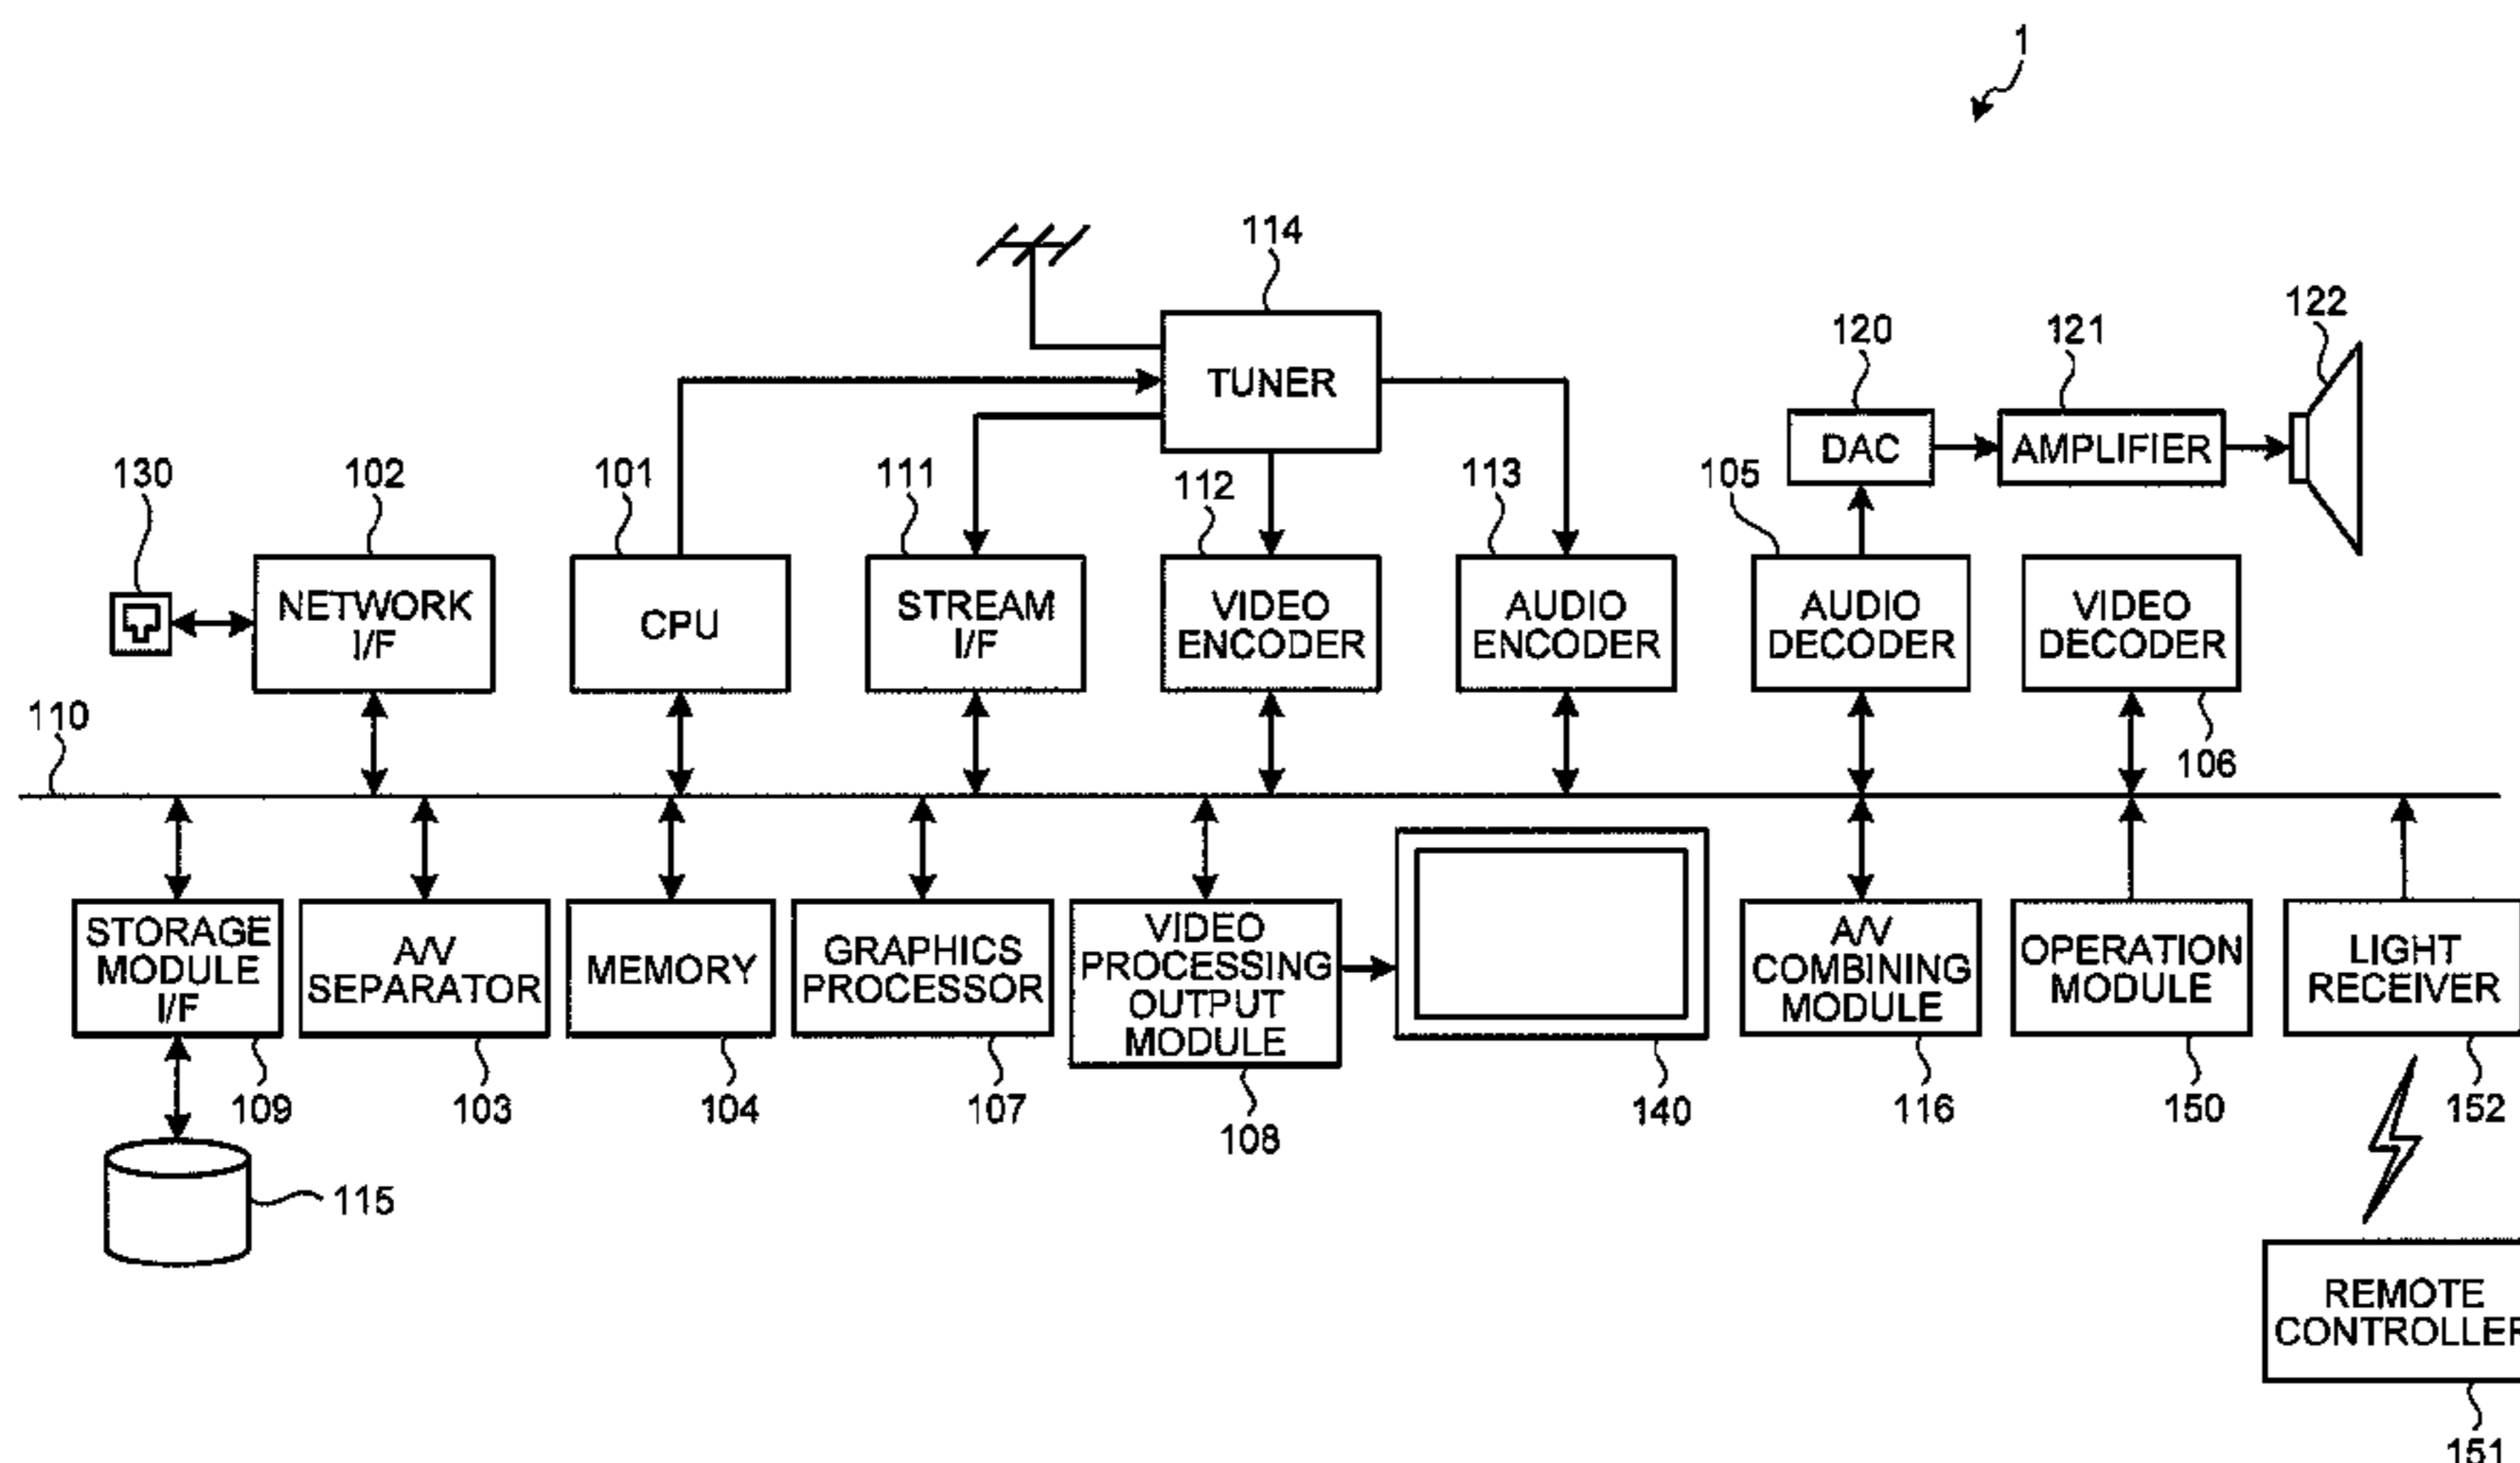 1
114
122
120
121
TUNER
DAC
AMPLIFIER
130
102
101
111
112
113
105
NETWORK
I/F
CPU
STREAM
I/F
VIDEO
ENCODER
AUDIO
ENCODER
AUDIO
DECODER
VIDEO
DECODER
110
106
STORAGE
MODULE
I/F
A/V
SEPARATOR
MEMORY
GRAPHICS
PROCESSOR
VIDEO
PROCESSING
OUTPUT
MODULE
A/V
COMBINING
MODULE
OPERATION
MODULE
LIGHT
RECEIVER
109
103
104
107
108
140
116
150
152
115
REMOTE
CONTROLLER
151